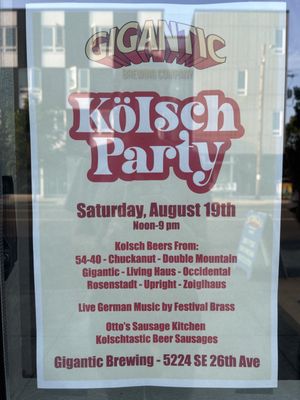 GIGANTIC
BREWING COMPANY
Kölsch
Party
Saturday, August 19th
Noon-9 pm
Kolsch Beers From:
54-40 - Chuckanut - Double Mountain
Gigantic - Living Haus - Occidental
Rosenstadt - Upright - Zoiglhaus
Live German Music by Festival Brass
Otto's Sausage Kitchen
Kolschtastic Beer Sausages
Gigantic Brewing - 5224 SE 26th Ave